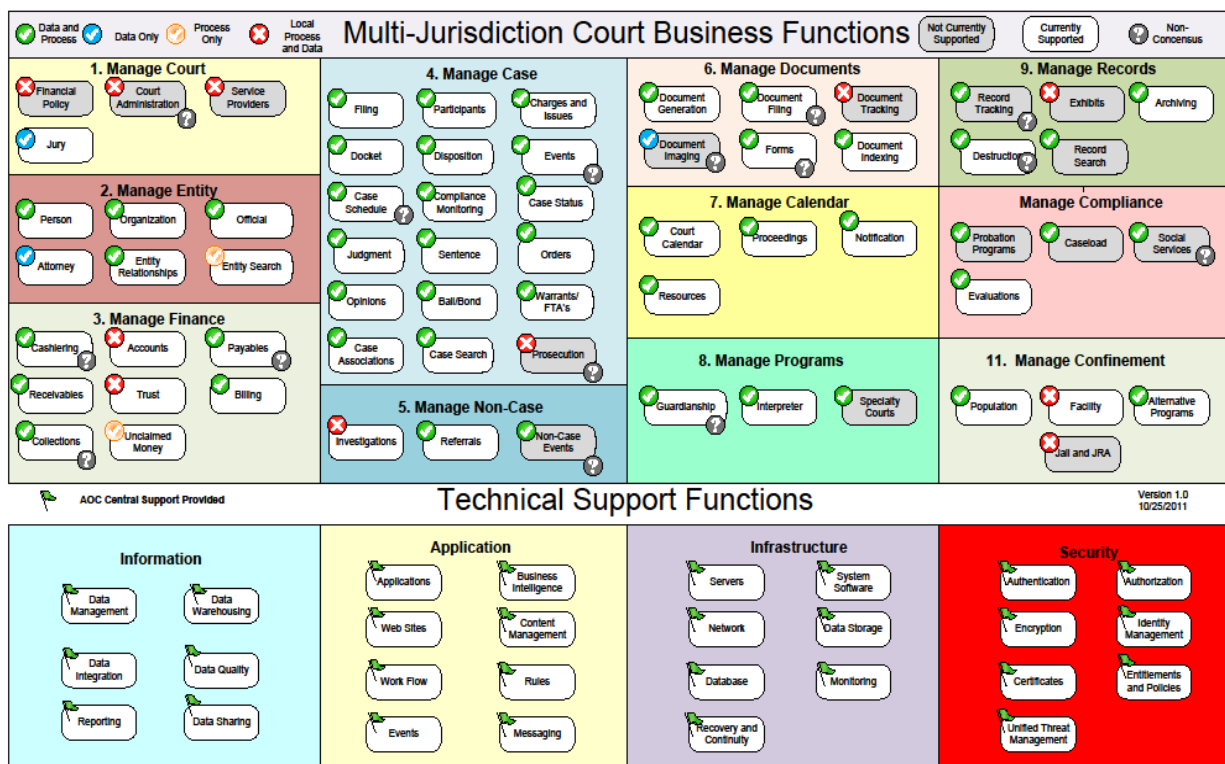 Data and
Process
Data Only
Process
Only
Local
Process
and Data
Multi-Jurisdiction Court Business Functions
Not Currently
Supported
Currently
Supported
?
Non-
Concensus
1. Manage Court
Financial
Policy
Court
Administration
?
Service
Providers
Jury
2. Manage Entity
Person
Organization
Official
Attorney
Entity
Relationships
Entity Search
3. Manage Finance
Cashiering
?
Accounts
Payables
?
Receivables
Trust
Billing
Collections
?
Unclaimed
Money
4. Manage Case
Filing
Participants
Charges and
Issues
Docket
Disposition
Events
?
Case
Schedule
?
Compliance
Monitoring
Case Status
Judgment
Sentence
Orders
Opinions
Bail/Bond
Warrants/
FTA's
Case
Associations
Case Search
Prosecution
?
5. Manage Non-Case
Investigations
Referrals
Non-Case
Events
?
6. Manage Documents
Document
Generation
Document
Filing
?
Document
Tracking
Document
Imaging
?
Forms
?
Document
Indexing
7. Manage Calendar
Court
Calendar
Proceedings
Notification
Resources
8. Manage Programs
Guardianship
?
Interpreter
Specialty
Courts
9. Manage Records
Record
Tracking
?
Exhibits
Archiving
Destruction
?
Record
Search
Manage Compliance
Probation
Programs
Caseload
Social
Services
?
Evaluations
11. Manage Confinement
Population
Facility
Alternative
Programs
Jail and JRA
AOC Central Support Provided
Technical Support Functions
Version 1.0
10/25/2011
Information
Data
Management
Data
Warehousing
Data
Integration
Data Quality
Reporting
Data Sharing
Application
Applications
Business
Intelligence
Web Sites
Content
Management
Work Flow
Rules
Events
Messaging
Infrastructure
Servers
System
Software
Network
Data Storage
Database
Monitoring
Recovery and
Continuity
Security
Authentication
Authorization
Encryption
Identity
Management
Certificates
Entitlements
and Policies
Unified Threat
Management